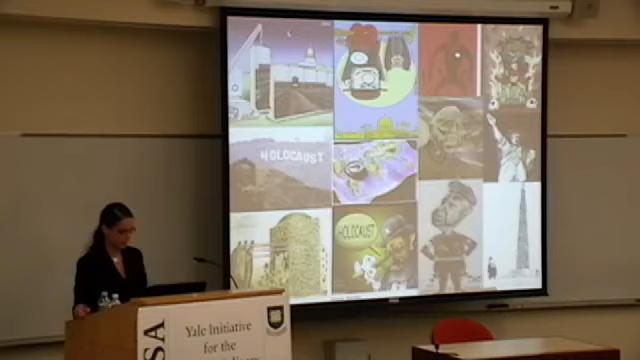 HOLOCAUST
HOLOCAUST
SA
Yale Initiative
for the